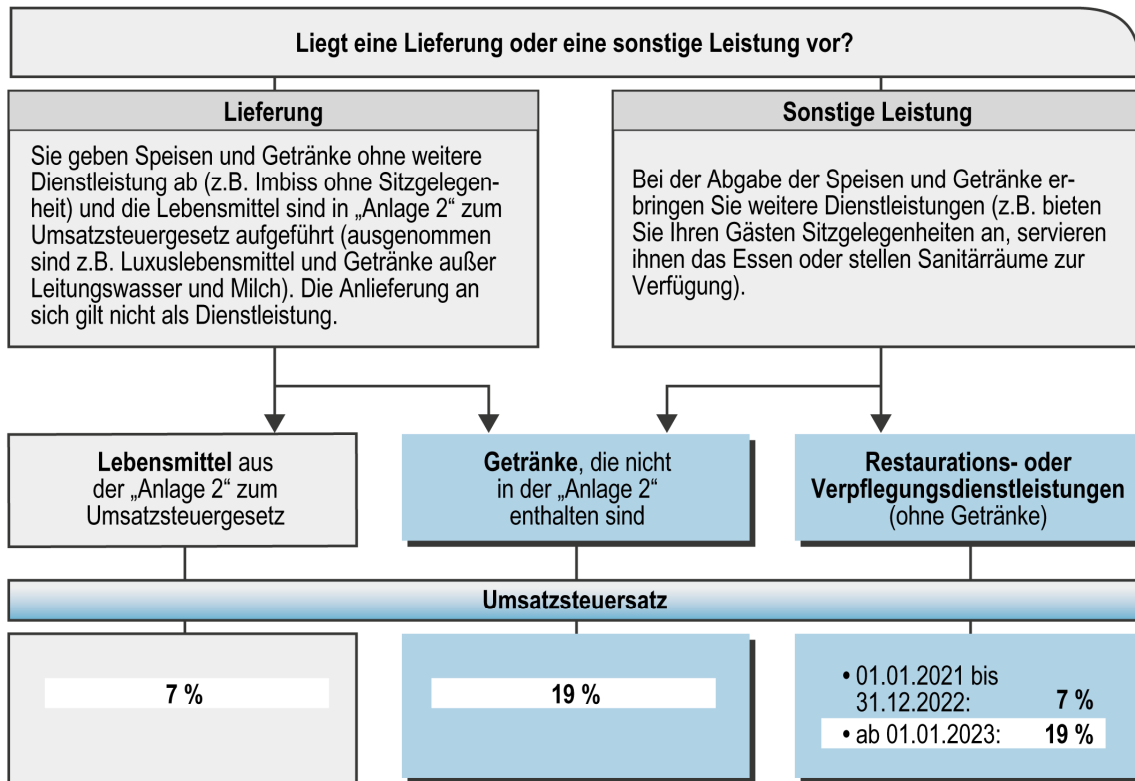 Liegt eine Lieferung oder eine sonstige Leistung vor?
Lieferung
Sie geben Speisen und Getränke ohne weitere
Dienstleistung ab (z.B. Imbiss ohne Sitzgelegen-
heit) und die Lebensmittel sind in „Anlage 2“ zum
Umsatzsteuergesetz aufgeführt (ausgenommen
sind z.B. Luxuslebensmittel und Getränke außer
Leitungswasser und Milch). Die Anlieferung an
sich gilt nicht als Dienstleistung.
Sonstige Leistung
Bei der Abgabe der Speisen und Getränke er-
bringen Sie weitere Dienstleistungen (z.B. bieten
Sie Ihren Gästen Sitzgelegenheiten an, servieren
ihnen das Essen oder stellen Sanitärräume zur
Verfügung).
Lebensmittel aus
der „Anlage 2“ zum
Umsatzsteuergesetz
Getränke, die nicht
in der „Anlage 2“
enthalten sind
Restaurations- oder
Verpflegungsdienstleistungen
(ohne Getränke)
Umsatzsteuersatz
7 %
19 %
• 01.01.2021 bis
31.12.2022: 7 %
• ab 01.01.2023: 19 %